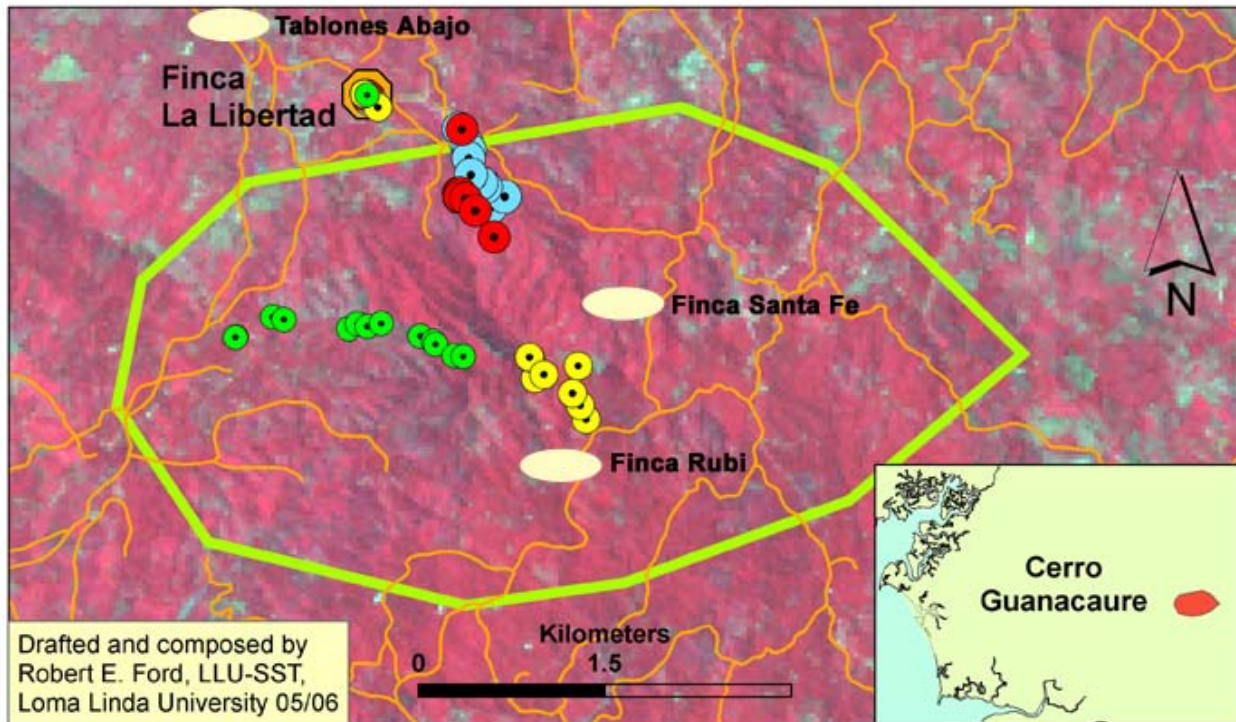 Tablones Abajo
Finca
La Libertad
N
Finca Santa Fe
Finca Rubi
Kilometers
0 1.5
Cerro
Guanacaure
Drafted and composed by
Robert E. Ford, LLU-SST,
Loma Linda University 05/06